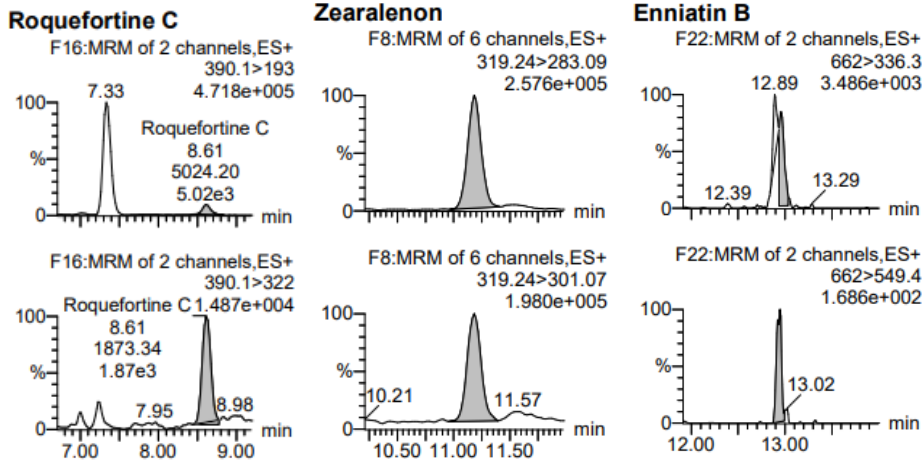 Roquefortine C
F16:MRM of 2 channels,ES+
390.1>193
4.718e+005
7.33
100
Roquefortine C
8.61
5024.20
5.02e3
%
0
min
F16:MRM of 2 channels,ES+
390.1>322
Roquefortine C 1.487e+004
100
8.61
1873.34
1.87e3
%
7.95
8.98
0
min
7.00 8.00 9.00
Zearalenon
F8:MRM of 6 channels,ES+
319.24>283.09
2.576e+005
100
%
0
min
F8:MRM of 6 channels,ES+
319.24>301.07
1.980e+005
100
%
10.21
11.57
0
min
10.50 11.00 11.50
Enniatin B
F22:MRM of 2 channels,ES+
662>336.3
12.89
3.486e+003
100
%
12.39
13.29
0
min
F22:MRM of 2 channels,ES+
662>549.4
1.686e+002
100
%
13.02
0
min
12.00 13.00